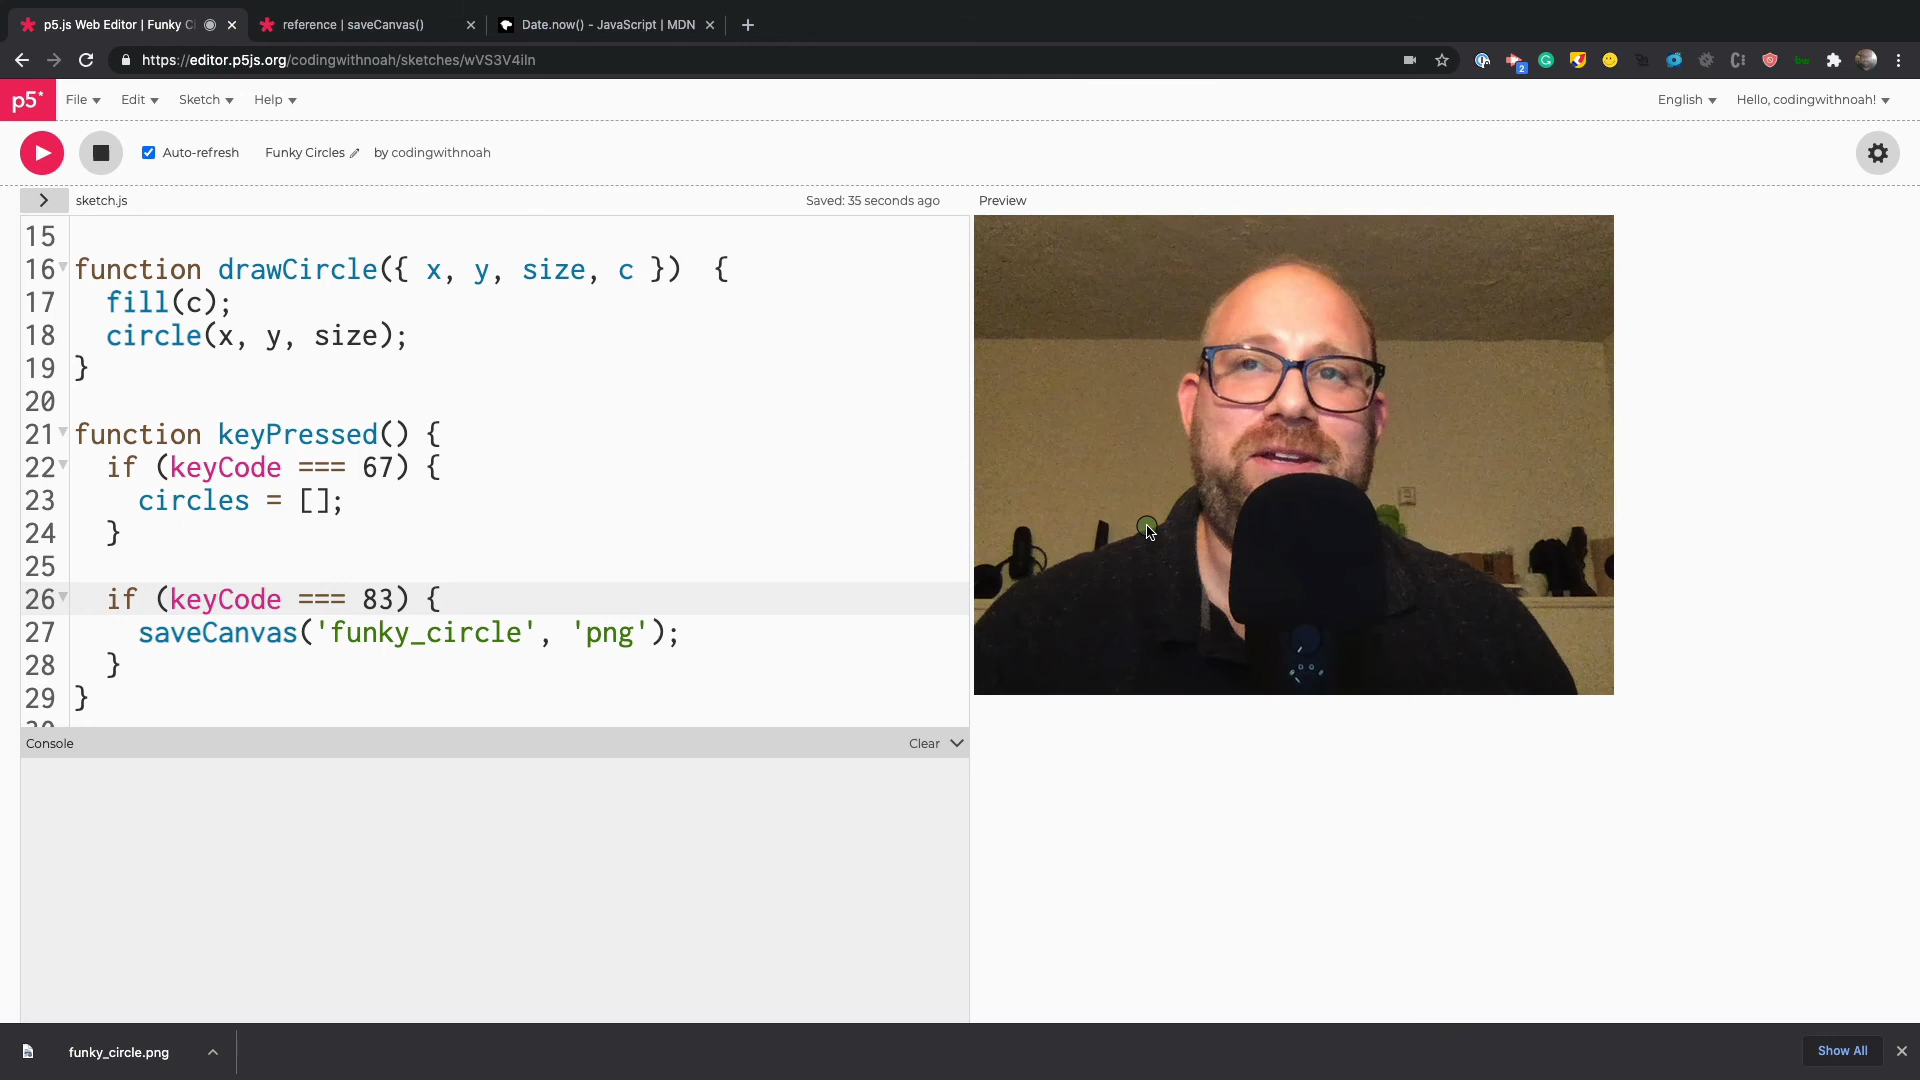 p5.js Web Editor | Funky C
reference | saveCanvas()
Date.now() - JavaScript | MDN
https://editor.p5js.org/codingwithnoah/sketches/wVS3V4iln
2
p5*
File
Edit
Sketch
Help
English
Hello, codingwithnoah!
Auto-refresh
Funky Circles
by codingwithnoah
sketch.js
Saved: 35 seconds ago
Preview
15
16 function drawCircle({ x, y, size, c })  {
17   fill(c);
18   circle(x, y, size);
19 }
20
21 function keyPressed() {
22   if (keyCode === 67) {
23     circles = [];
24   }
25
26   if (keyCode === 83) {
27     saveCanvas('funky_circle', 'png');
28   }
29 }
Console
Clear
funky_circle.png
Show All